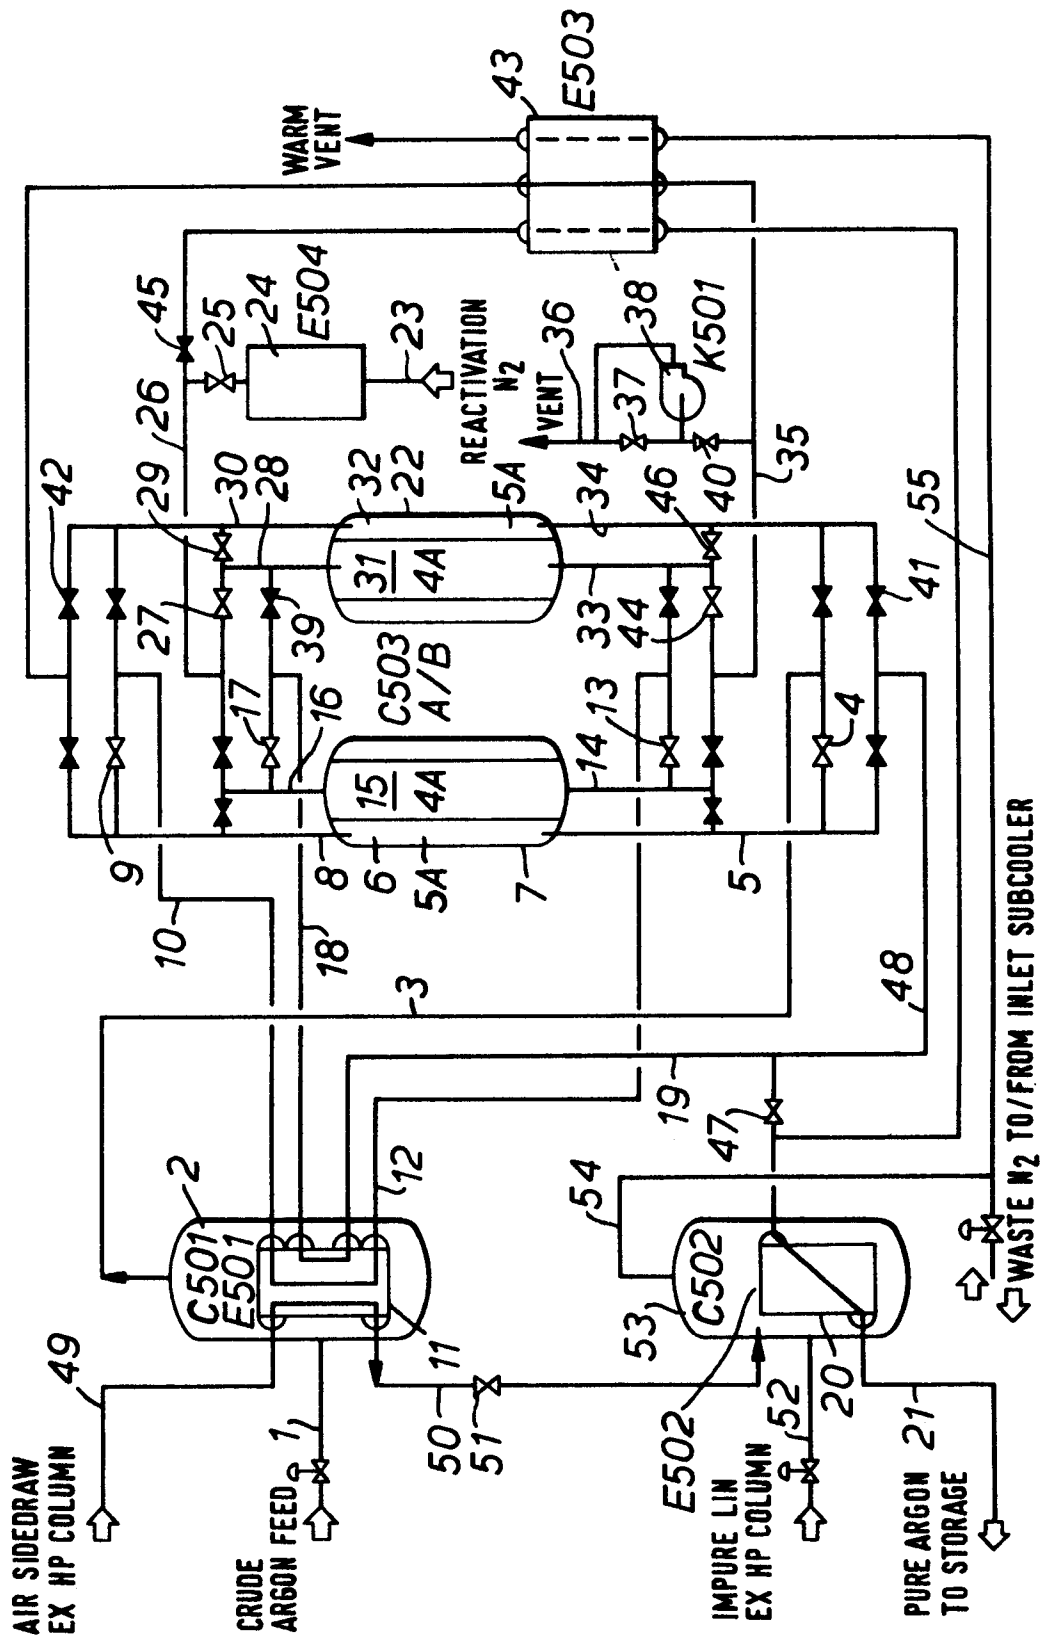 AIR SIDEDRAW
EX HP COLUMN
49
CRUDE
ARGON FEED
1
C501
E501
2
11
12
50
51
IMPURE LIN
EX HP COLUMN
52
E502
53
C502
54
20
21
PURE ARGON
TO STORAGE
47
19
48
3
10
18
WASTE N2 TO/FROM INLET SUBCOOLER
55
9
8
6
5A
7
15
4A
16
17
14
13
5
4
C503
A/B
42
27
29
26
30
28
39
31
4A
32
22
5A
33
34
44
46
41
35
45
25
24
E504
23
REACTIVATION
N2
VENT
36
37
38
K501
40
WARM
VENT
43
E503